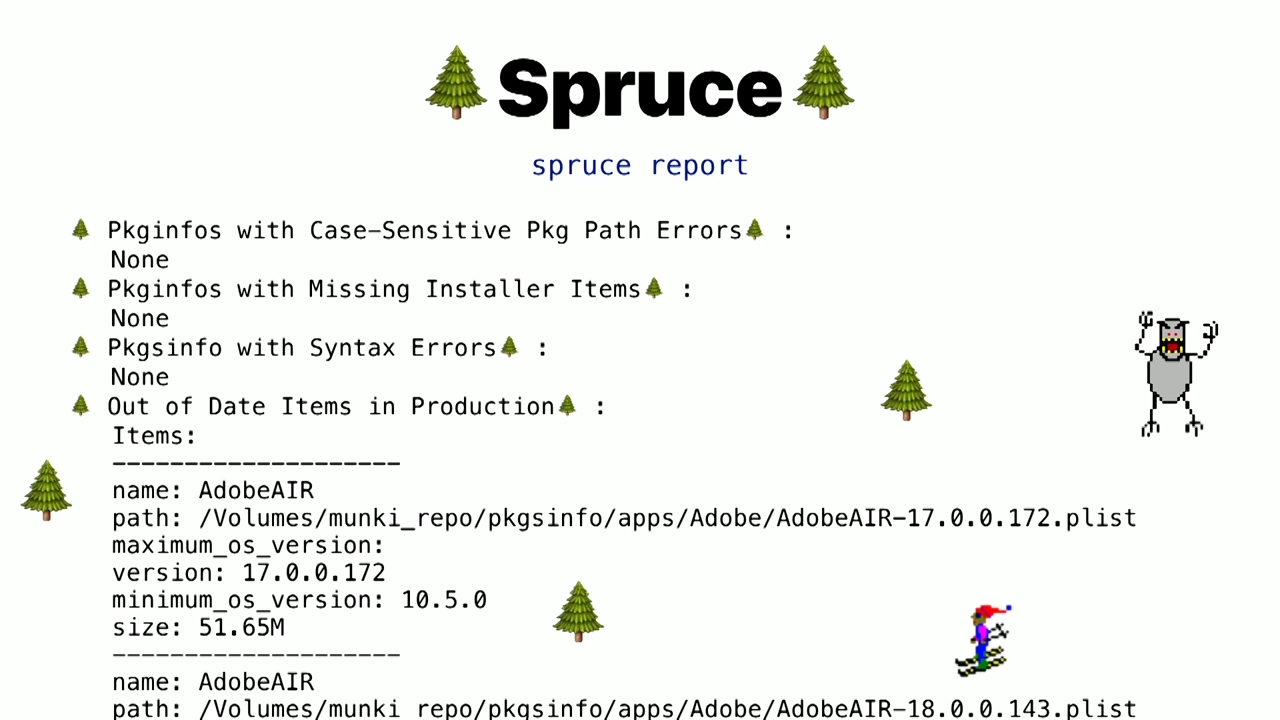 Spruce
spruce report
Pkginfos with Case-Sensitive Pkg Path Errors :
None
Pkginfos with Missing Installer Items :
None
Pkgsinfo with Syntax Errors :
None
Out of Date Items in Production :
Items:
--------------------
name: AdobeAIR
path: /Volumes/munki_repo/pkgsinfo/apps/Adobe/AdobeAIR-17.0.0.172.plist
maximum_os_version:
version: 17.0.0.172
minimum_os_version: 10.5.0
size: 51.65M
--------------------
name: AdobeAIR
path: /Volumes/munki_repo/pkgsinfo/apps/Adobe/AdobeAIR-18.0.0.143.plist